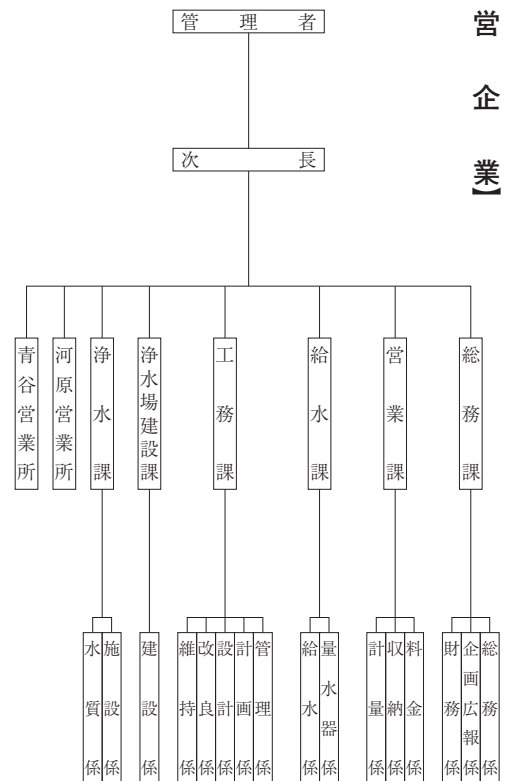 営企業】
管理者
次長
総務課
営業課
給水課
工務課
浄水場建設課
浄水課
河原営業所
青谷営業所
総務係
企画広報係
財務係
料金係
収納係
計量係
量水器係
給水係
管理係
計画係
設計係
改良係
維持係
建設係
施設係
水質係